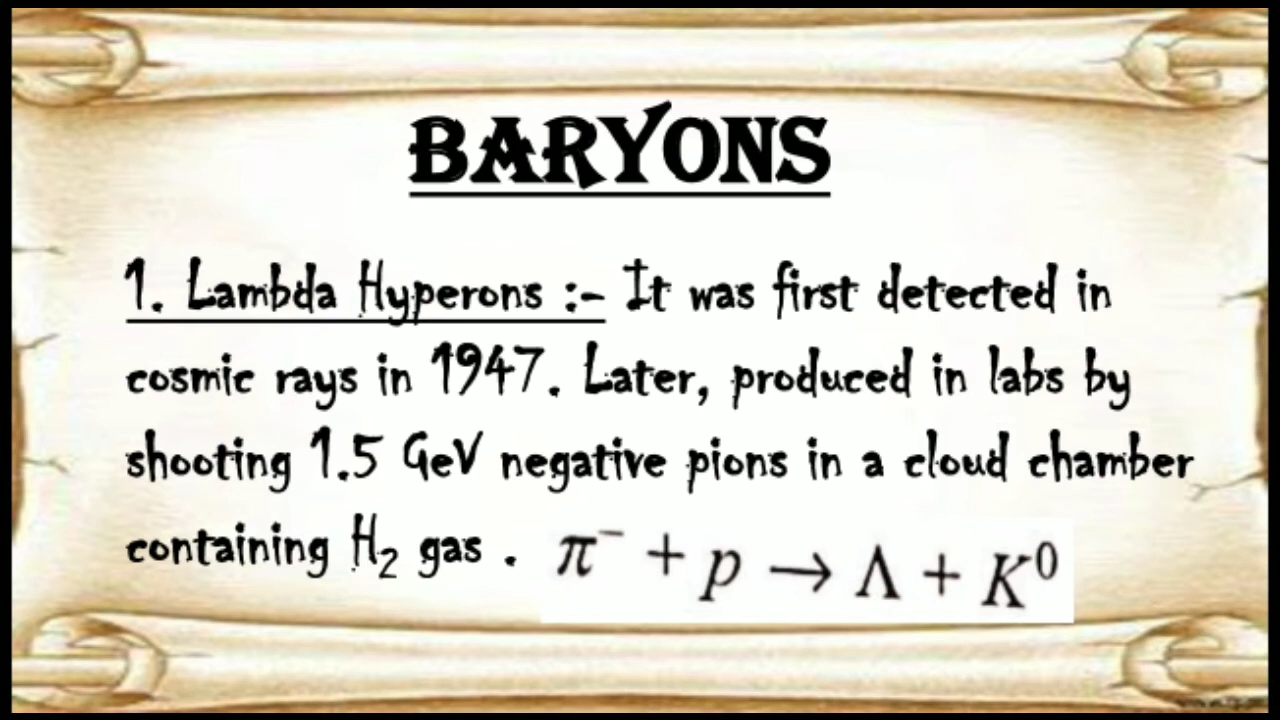 BARYONS
1. Lambda Hyperons :- It was first detected in
cosmic rays in 1947. Later, produced in labs by
shooting 1.5 GeV negative pions in a cloud chamber
containing H₂ gas . π⁻ + p → Λ + K⁰